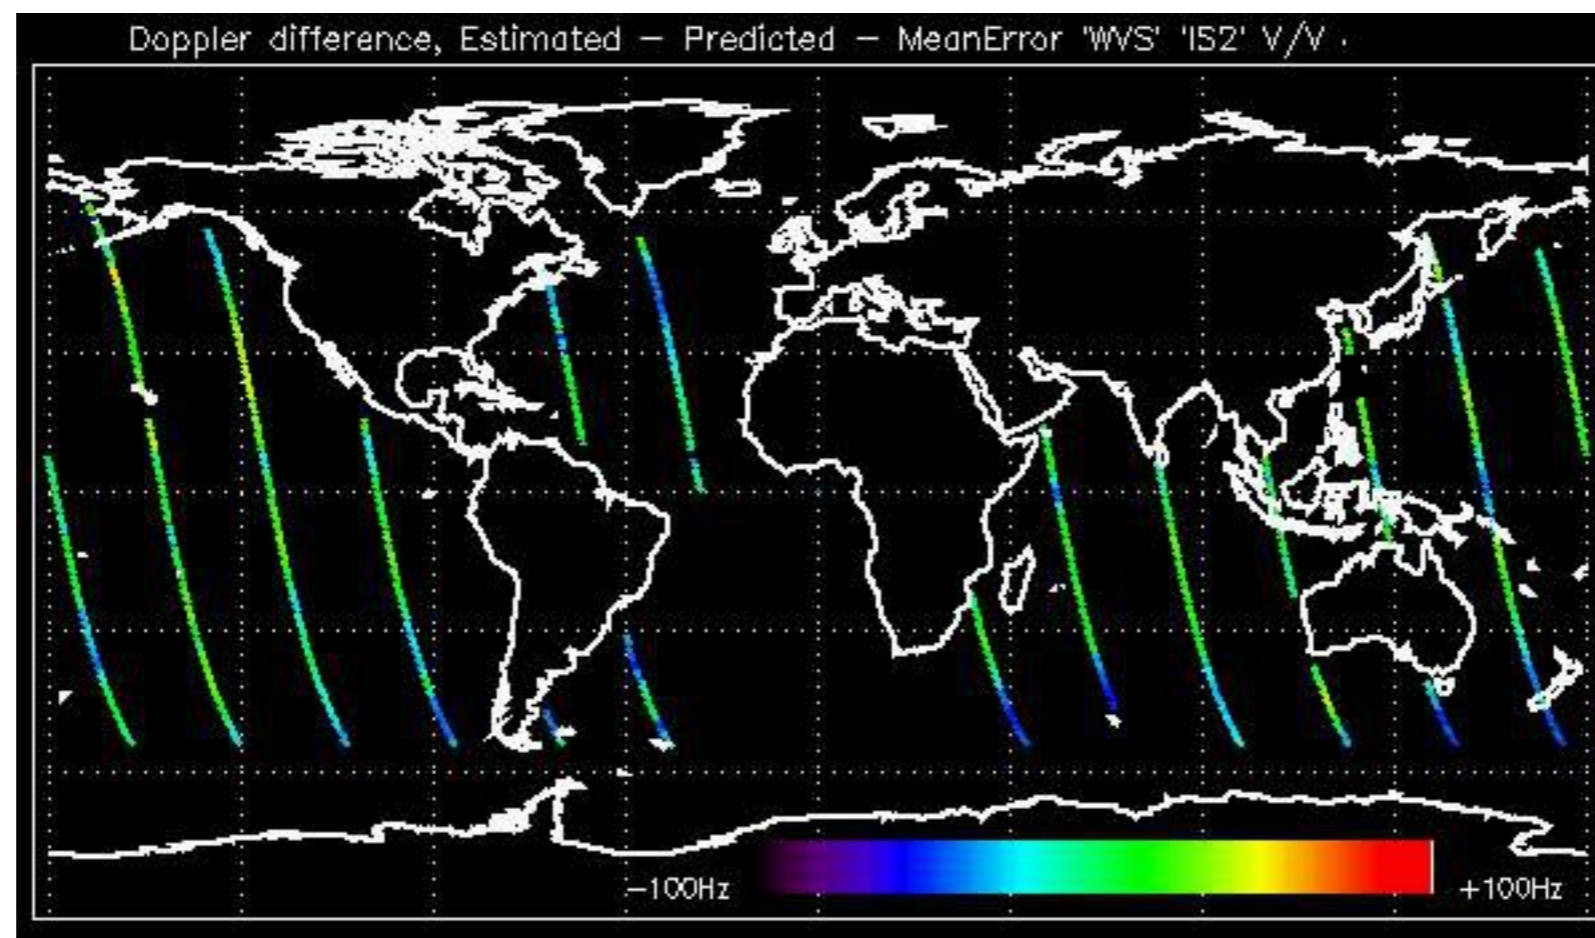 Doppler difference, Estimated – Predicted – MeanError 'WVS' 'IS2' V/V .
–100Hz
+100Hz